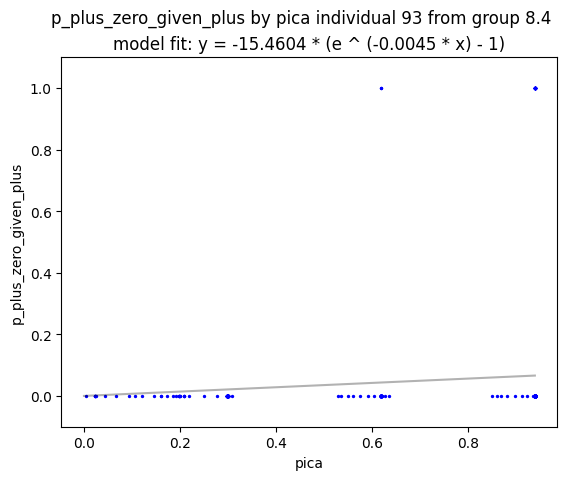 p_plus_zero_given_plus by pica individual 93 from group 8.4
model fit: y = -15.4604 * (e ^ (-0.0045 * x) - 1)
p_plus_zero_given_plus
1.0
0.8
0.6
0.4
0.2
0.0
0.0 0.2 0.4 0.6 0.8
pica